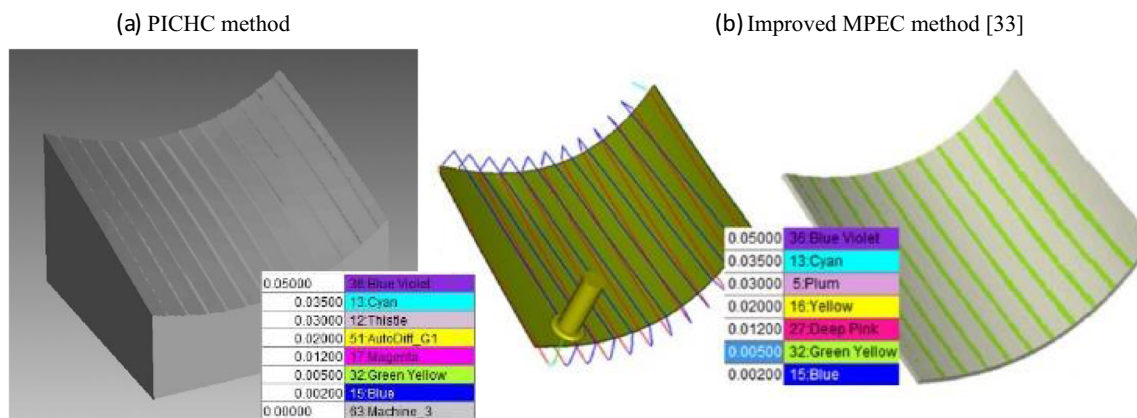 (a) PICHC method
(b) Improved MPEC method [33]
0.05000 36:Blue Violet
0.03500 13:Cyan
0.03000 12:Thistle
0.02000 51:AutoDiff_G1
0.01200 17:Magenta
0.00500 32:Green Yellow
0.00200 15:Blue
0.00000 63:Machine_3
0.05000 36:Blue Violet
0.03500 13:Cyan
0.03000 5:Plum
0.02000 16:Yellow
0.01200 27:Deep Pink
0.00500 32:Green Yellow
0.00200 15:Blue